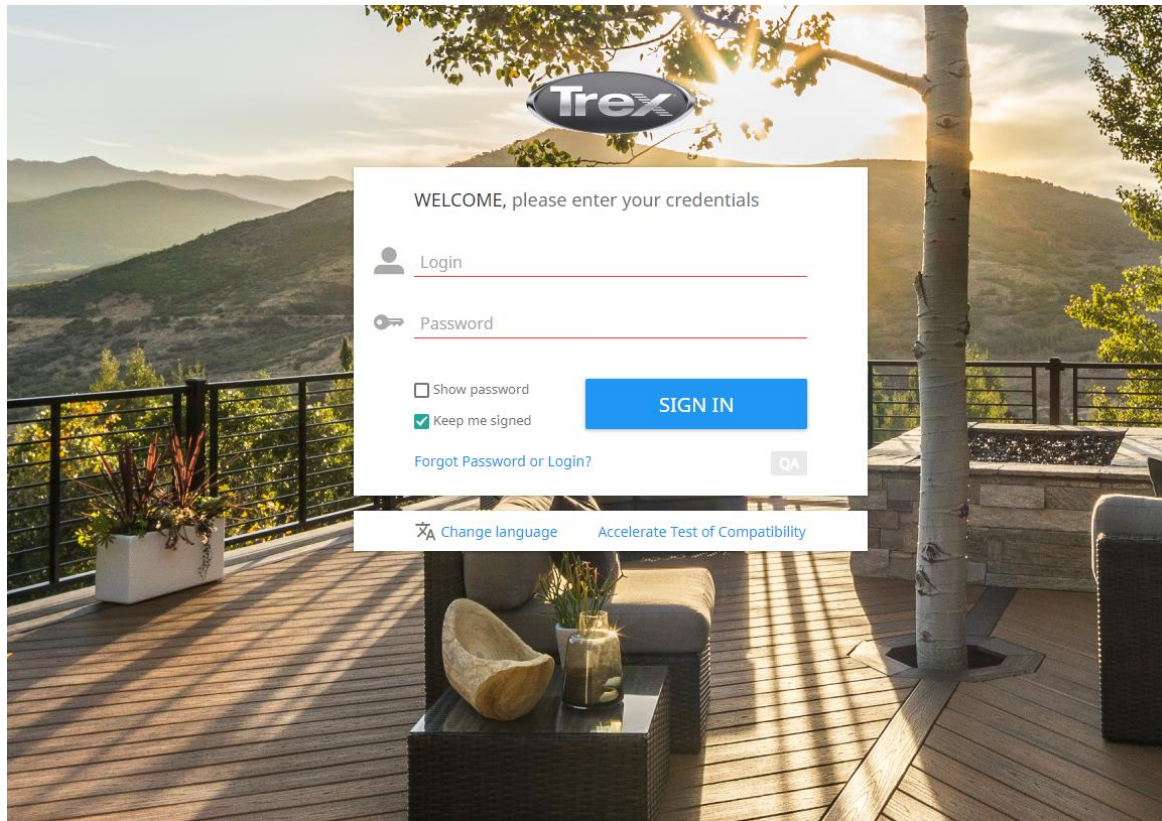 Trex
WELCOME, please enter your credentials
Login
Password
Show password
SIGN IN
Keep me signed
Forgot Password or Login?
QA
Change language
Accelerate Test of Compatibility